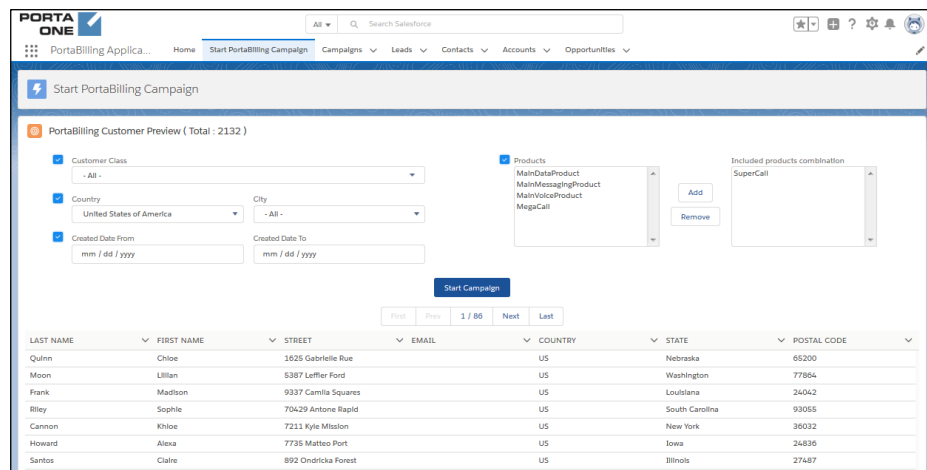 PORTA
ONE
All
Search Salesforce
PortaBilling Applica...
Home
Start PortaBilling Campaign
Campaigns
Leads
Contacts
Accounts
Opportunities
Start PortaBilling Campaign
PortaBilling Customer Preview ( Total : 2132 )
Customer Class
- All -
Country
City
United States of America
- All -
Created Date From
Created Date To
mm / dd / yyyy
mm / dd / yyyy
Products
MainDataProduct
MainMessagingProduct
MainVoiceProduct
MegaCall
Add
Remove
Included products combination
SuperCall
Start Campaign
First Prev 1 / 86 Next Last
LAST NAME FIRST NAME STREET EMAIL COUNTRY STATE POSTAL CODE
Quinn Chloe 1625 Gabrielle Rue US Nebraska 65200
Moon Lillian 5387 Leffler Ford US Washington 77864
Frank Madison 9337 Camila Squares US Louisiana 24042
Riley Sophie 70429 Antone Rapid US South Carolina 93055
Cannon Khloe 7211 Kyle Mission US New York 36032
Howard Alexa 7735 Matteo Port US Iowa 24836
Santos Claire 892 Ondricka Forest US Illinois 27487